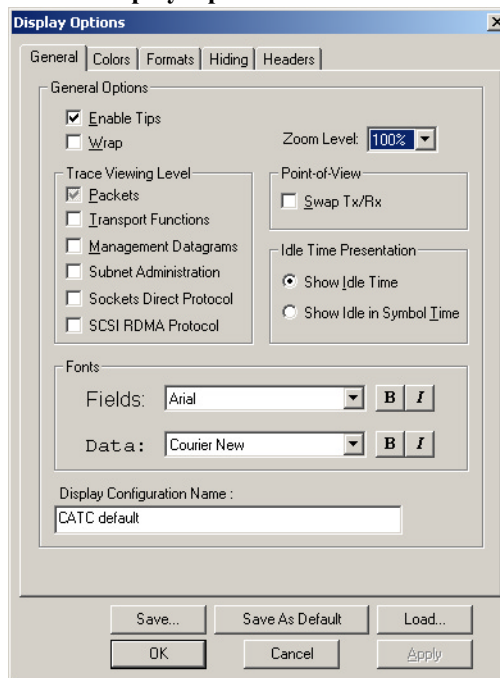 Display Options
General Colors Formats Hiding Headers
General Options
Enable Tips
Wrap
Zoom Level: 100%
Trace Viewing Level
Packets
Transport Functions
Management Datagrams
Subnet Administration
Sockets Direct Protocol
SCSI RDMA Protocol
Point-of-View
Swap Tx/Rx
Idle Time Presentation
Show Idle Time
Show Idle in Symbol Time
Fonts
Fields: Arial B I
Data: Courier New B I
Display Configuration Name :
CATC default
Save... Save As Default Load...
OK Cancel Apply